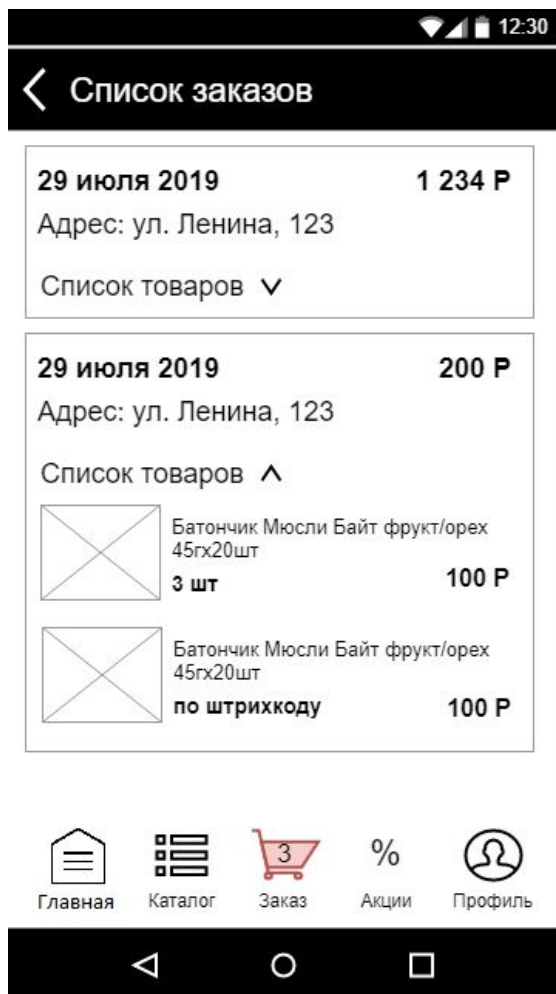 12:30
Список заказов
29 июля 2019 1 234 Р
Адрес: ул. Ленина, 123
Список товаров
29 июля 2019 200 Р
Адрес: ул. Ленина, 123
Список товаров
Батончик Мюсли Байт фрукт/орех
45гх20шт
3 шт 100 Р
Батончик Мюсли Байт фрукт/орех
45гх20шт
по штрихкоду 100 Р
3 %
Главная Каталог Заказ Акции Профиль